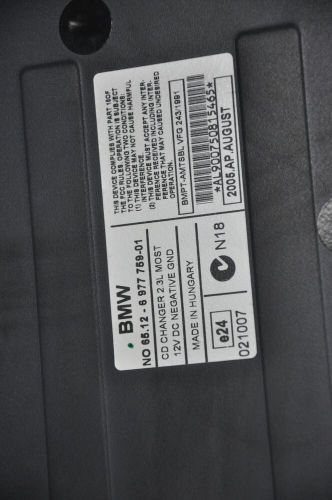 BMW
NO 65.12 - 6 977 759-01
CD CHANGER 2.3L MOST
12V DC NEGATIVE GND
MADE IN HUNGARY
e24
021007
N18
THIS DEVICE COMPLIES WITH PART 15OF
THE FCC RULES. OPERATION IS SUBJECT
TO THE FOLLOWING TWO CONDITIONS:
(1) THIS DEVICE MAY NOT CAUSE HARMFUL
INTERFERENCE.
(2) THIS DEVICE MUST ACCEPT ANY INTER-
FERENCE RECEIVED INCLUDING INTER-
FERENCE THAT MAY CAUSE UNDESIRED
OPERATION.
BMPT-AMTSBL VFG 243/1991
*AL90075081​5465*
2005 AP AUGUST